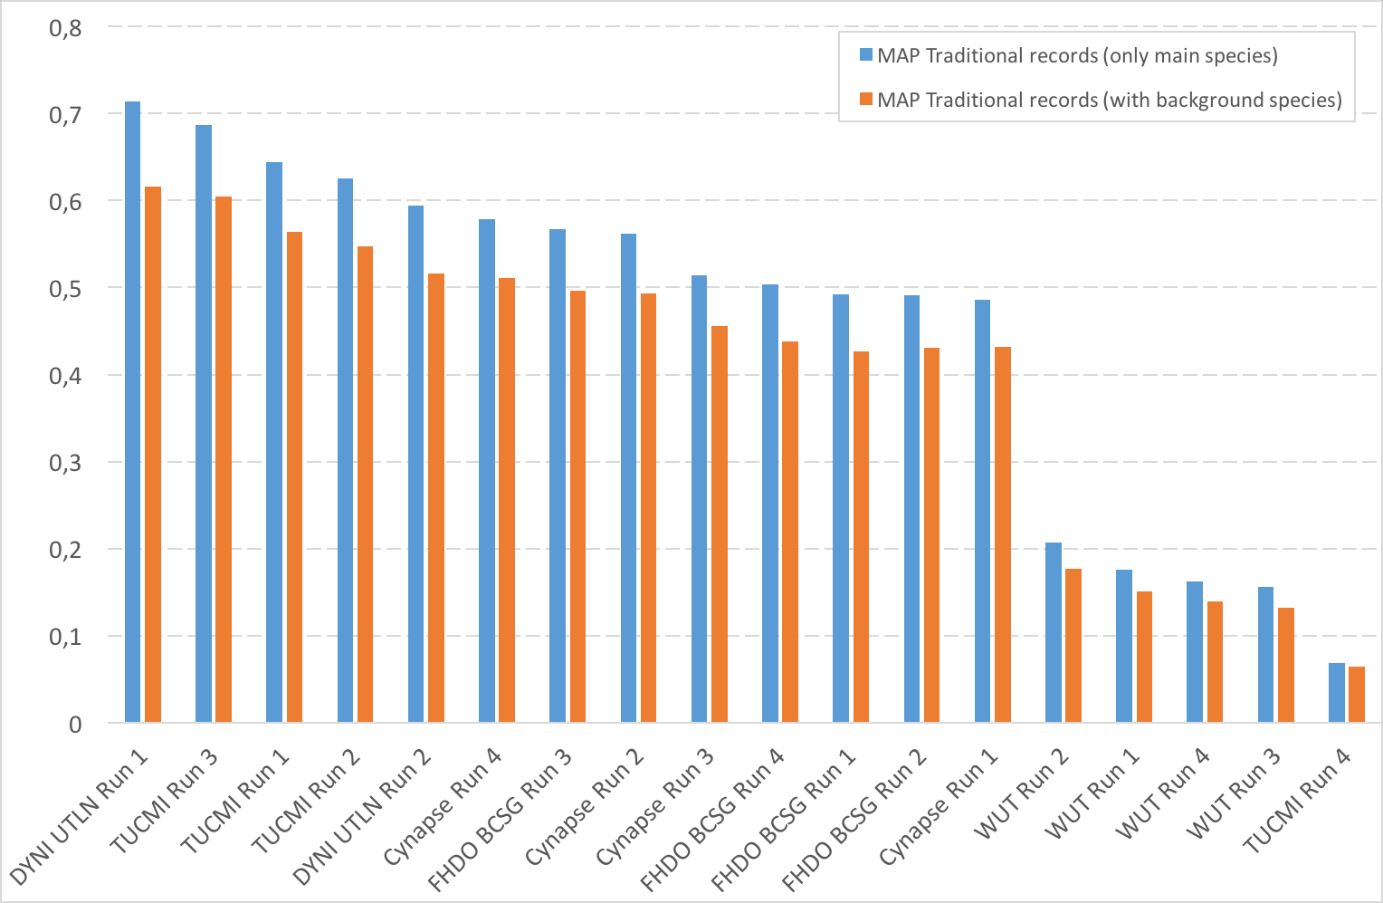 0,8
0,7
0,6
0,5
0,4
0,3
0,2
0,1
0
MAP Traditional records (only main species)
MAP Traditional records (with background species)
DYNI UTLN Run 1
TUCMI Run 3
TUCMI Run 1
TUCMI Run 2
DYNI UTLN Run 2
Cynapse Run 4
FHDO BCSG Run 3
Cynapse Run 2
Cynapse Run 3
FHDO BCSG Run 4
FHDO BCSG Run 1
FHDO BCSG Run 2
Cynapse Run 1
WUT Run 2
WUT Run 1
WUT Run 4
WUT Run 3
TUCMI Run 4